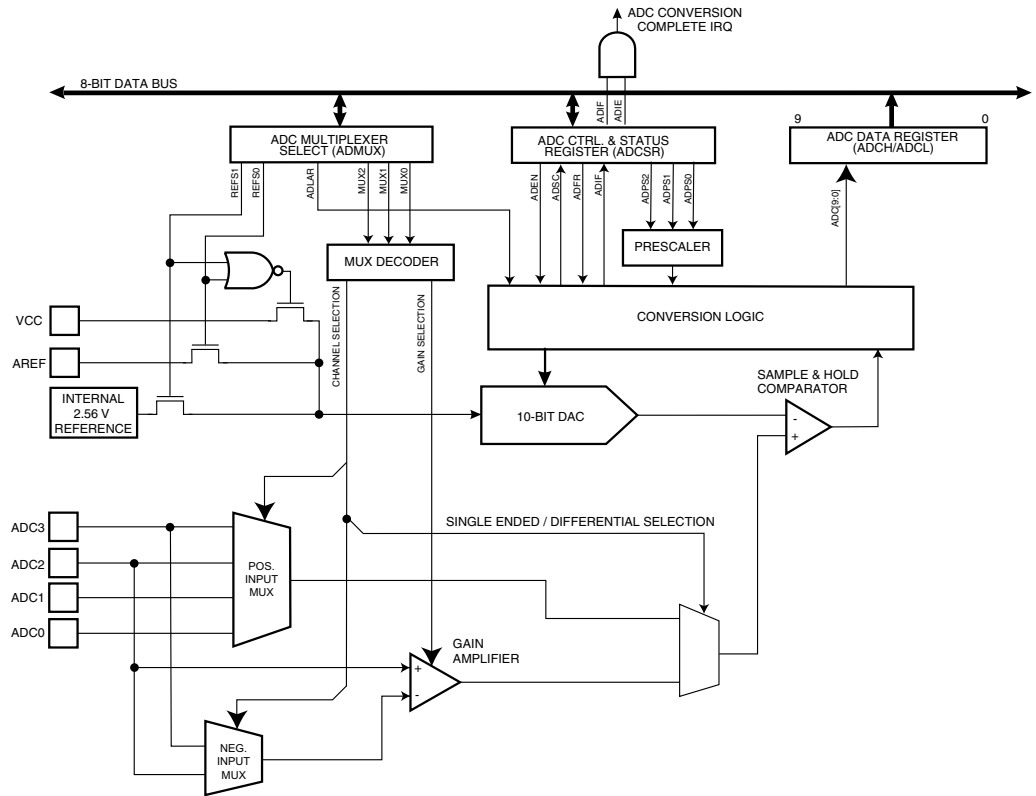 ADC CONVERSION
COMPLETE IRQ
8-BIT DATA BUS
ADIF
ADIE
9
0
ADC MULTIPLEXER
SELECT (ADMUX)
ADC CTRL. & STATUS
REGISTER (ADCSR)
ADC DATA REGISTER
(ADCH/ADCL)
REFS1
REFS0
ADLAR
MUX2
MUX1
MUX0
ADEN
ADSC
ADFR
ADIF
ADPS2
ADPS1
ADPS0
ADC[9:0]
MUX DECODER
PRESCALER
CHANNEL SELECTION
GAIN SELECTION
VCC
CONVERSION LOGIC
AREF
INTERNAL
2.56 V
REFERENCE
SAMPLE & HOLD
COMPARATOR
10-BIT DAC
-
+
ADC3
SINGLE ENDED / DIFFERENTIAL SELECTION
ADC2
ADC1
ADC0
POS.
INPUT
MUX
GAIN
AMPLIFIER
+
-
NEG.
INPUT
MUX